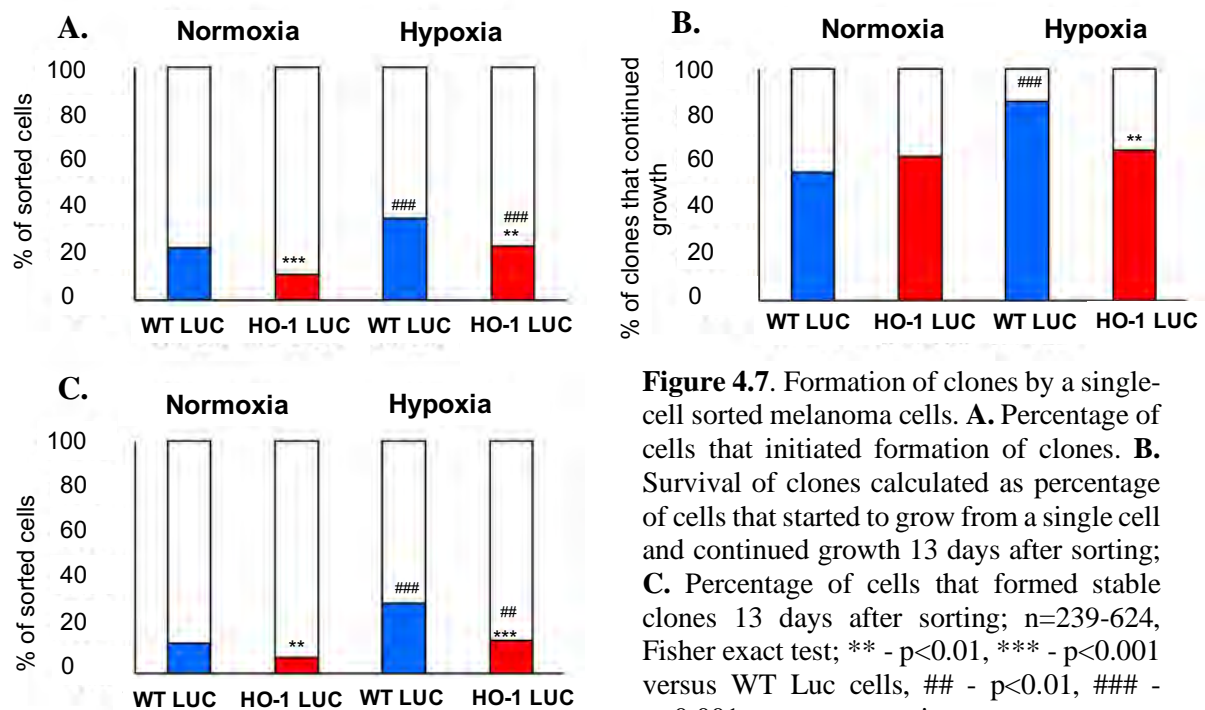 A.
Normoxia Hypoxia
100
80
60
40
20
0
% of sorted cells
###
***
###
**
WT LUC HO-1 LUC WT LUC HO-1 LUC
B.
Normoxia Hypoxia
100
80
60
40
20
0
% of clones that continued
growth
###
**
WT LUC HO-1 LUC WT LUC HO-1 LUC
C.
Normoxia Hypoxia
100
80
60
40
20
0
% of sorted cells
###
**
##
***
WT LUC HO-1 LUC WT LUC HO-1 LUC
Figure 4.7. Formation of clones by a single-
cell sorted melanoma cells. A. Percentage of
cells that initiated formation of clones. B.
Survival of clones calculated as percentage
of cells that started to grow from a single cell
and continued growth 13 days after sorting;
C. Percentage of cells that formed stable
clones 13 days after sorting; n=239-624,
Fisher exact test; ** - p<0.01, *** - p<0.001
versus WT Luc cells, ## - p<0.01, ### -